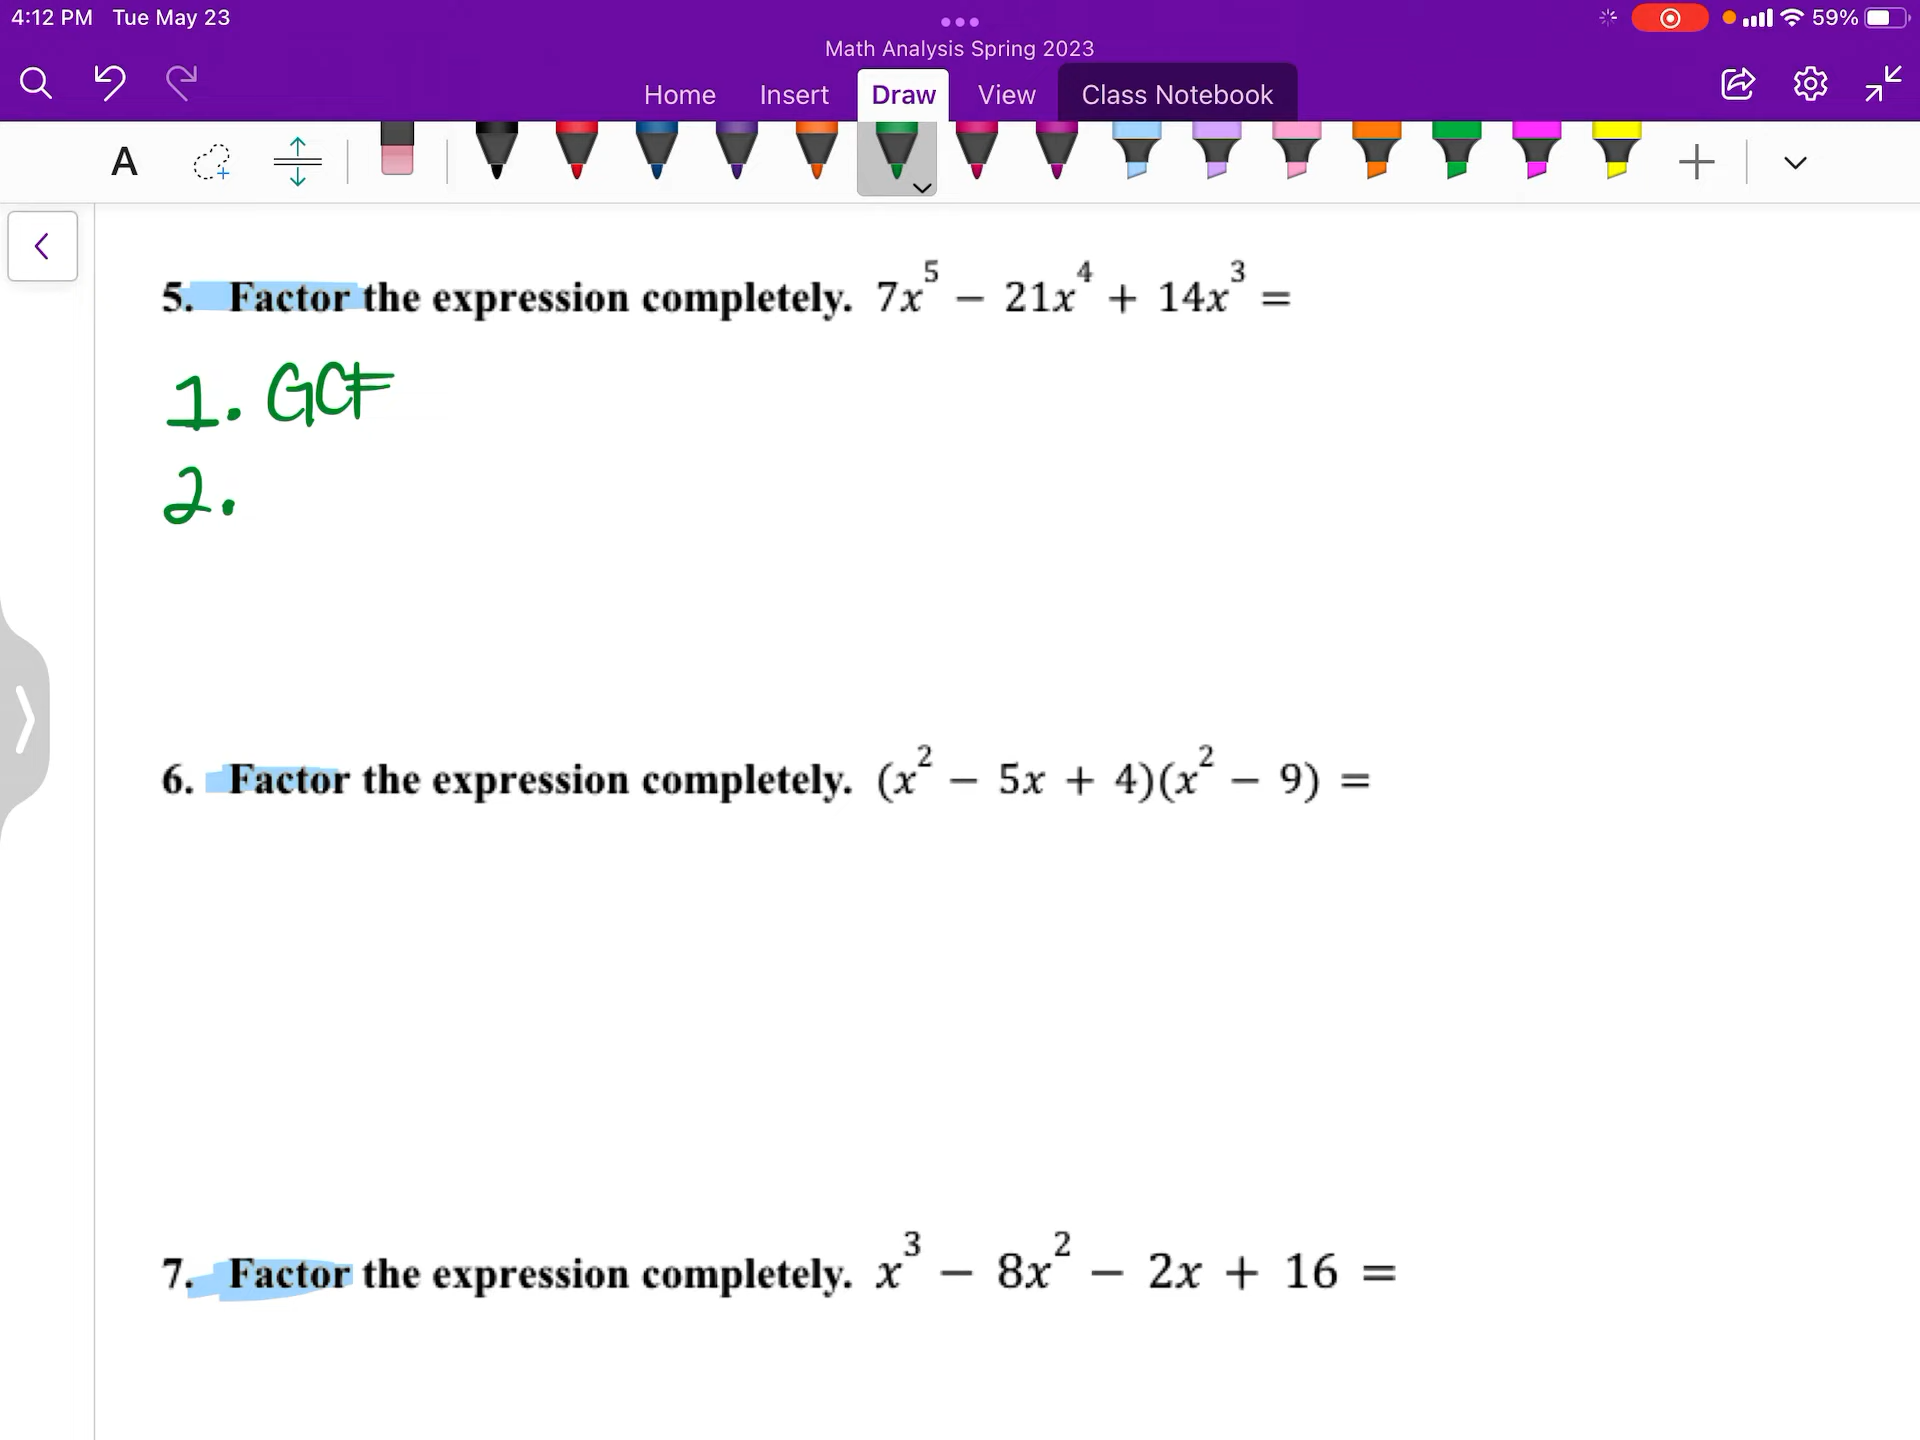 4:12 PM Tue May 23
59%
Math Analysis Spring 2023
Home Insert Draw View Class Notebook
A
5. Factor the expression completely. 7x⁵ − 21x⁴ + 14x³ =
1. GCF
2.
6. Factor the expression completely. (x² − 5x + 4)(x² − 9) =
7. Factor the expression completely. x³ − 8x² − 2x + 16 =